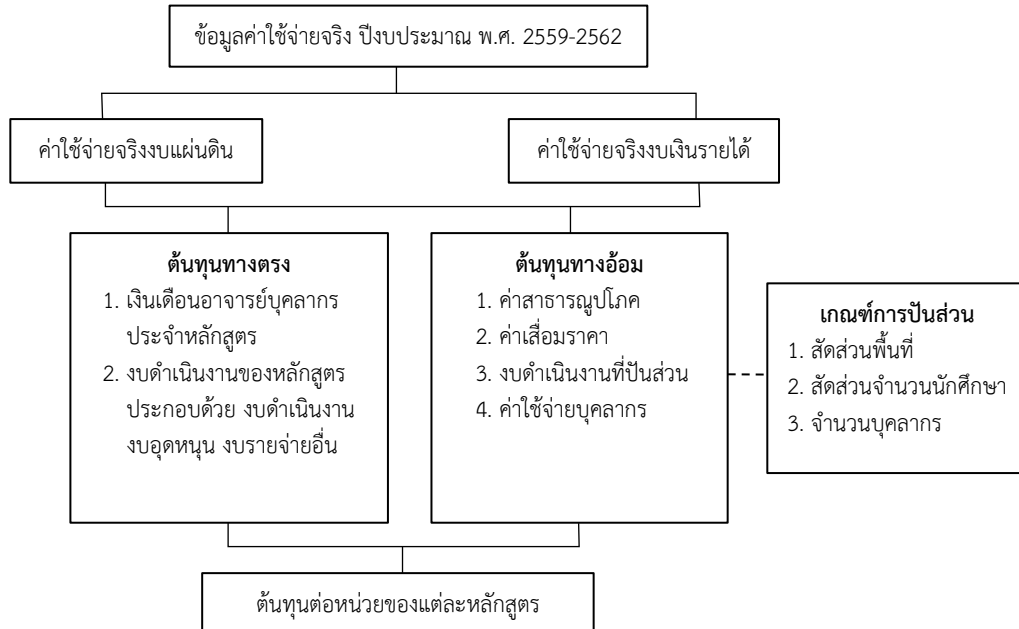 ข้อมูลค่าใช้จ่ายจริง ปีงบประมาณ พ.ศ. 2559-2562
ค่าใช้จ่ายจริงงบแผ่นดิน
ค่าใช้จ่ายจริงงบเงินรายได้
ต้นทุนทางตรง
1. เงินเดือนอาจารย์บุคลากร
ประจำหลักสูตร
2. งบดำเนินงานของหลักสูตร
ประกอบด้วย งบดำเนินงาน
งบอุดหนุน งบรายจ่ายอื่น
ต้นทุนทางอ้อม
1. ค่าสาธารณูปโภค
2. ค่าเสื่อมราคา
3. งบดำเนินงานที่ปันส่วน
4. ค่าใช้จ่ายบุคลากร
เกณฑ์การปันส่วน
1. สัดส่วนพื้นที่
2. สัดส่วนจำนวนนักศึกษา
3. จำนวนบุคลากร
ต้นทุนต่อหน่วยของแต่ละหลักสูตร